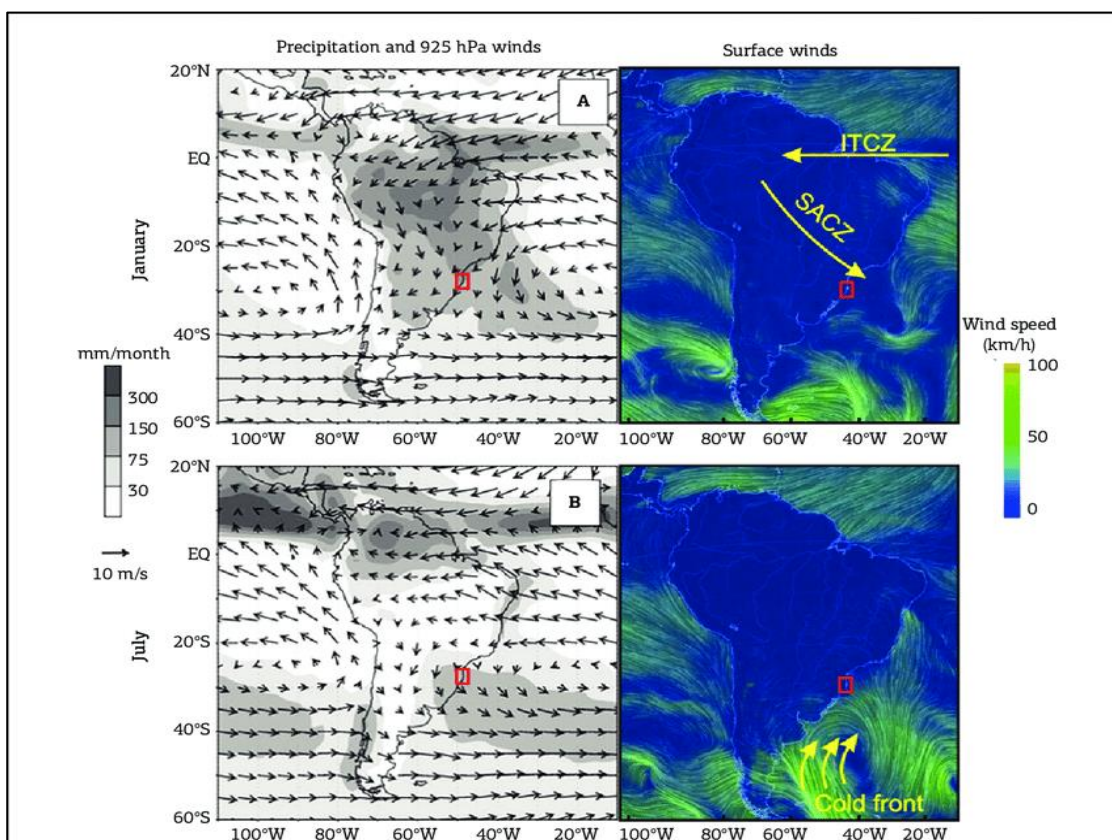 Precipitation and 925 hPa winds
Surface winds
20°N
EQ
20°S
40°S
60°S
January
A
100°W 80°W 60°W 40°W 20°W
ITCZ
SACZ
100°W 80°W 60°W 40°W 20°W
mm/month
300
150
75
30
10 m/s
Wind speed
(km/h)
100
50
0
20°N
EQ
20°S
40°S
60°S
July
B
100°W 80°W 60°W 40°W 20°W
Cold front
100°W 80°W 60°W 40°W 20°W